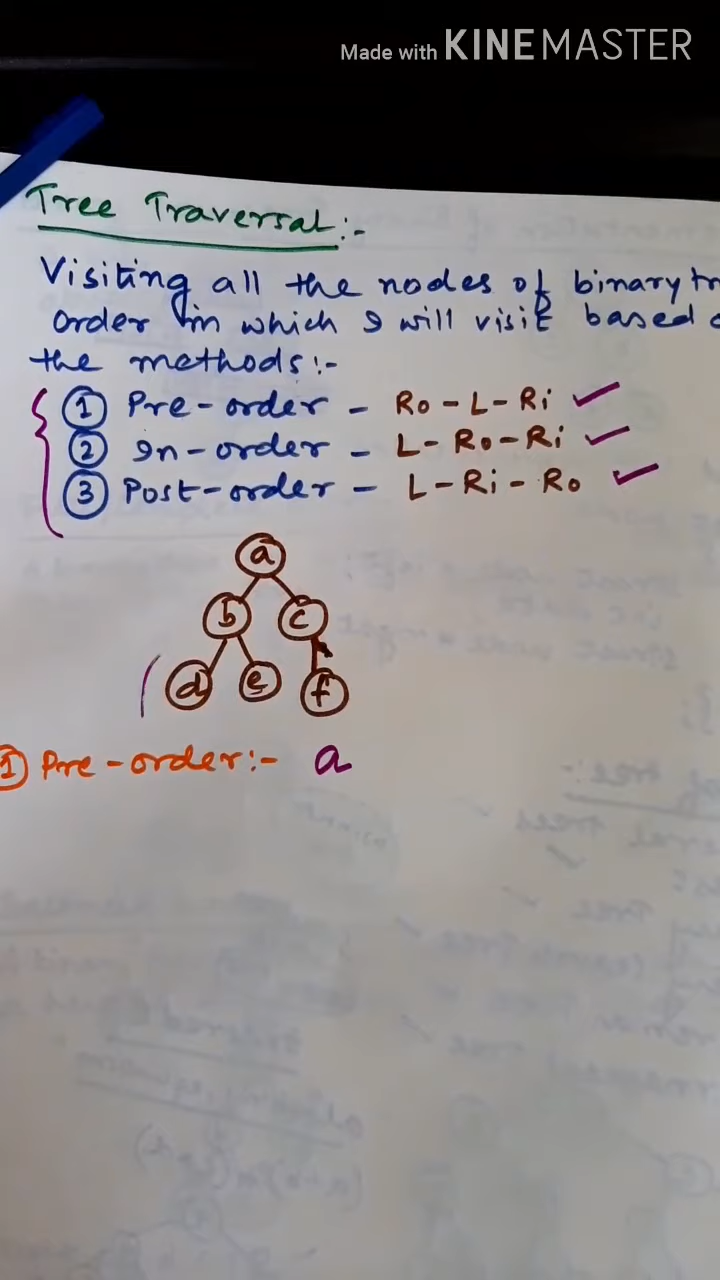 Made with KINEMASTER
Tree Traversal:-
Visiting all the nodes of binary
order in which I will visit based
the methods:-
① Pre-order - Ro-L-Ri ✓
② In-order - L-Ro-Ri ✓
③ Post-order - L-Ri-Ro ✓
a
b c
d e f
① Pre-order:- a